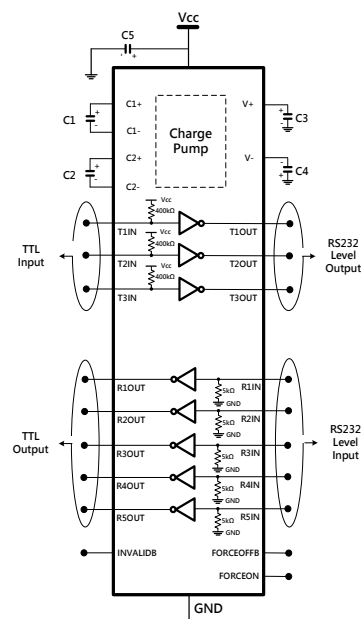 Vcc
C5
C1
C1+
C1-
Charge
Pump
V+
C3
C2
C2+
C2-
V-
C4
TTL
Input
Vcc
400kΩ
T1IN
T1OUT
Vcc
400kΩ
T2IN
T2OUT
Vcc
400kΩ
T3IN
T3OUT
RS232
Level
Output
TTL
Output
R1OUT
R1IN
5kΩ
GND
R2OUT
R2IN
5kΩ
GND
R3OUT
R3IN
5kΩ
GND
R4OUT
R4IN
5kΩ
GND
R5OUT
R5IN
5kΩ
GND
RS232
Level
Input
INVALIDB
FORCEOFFB
FORCEON
GND